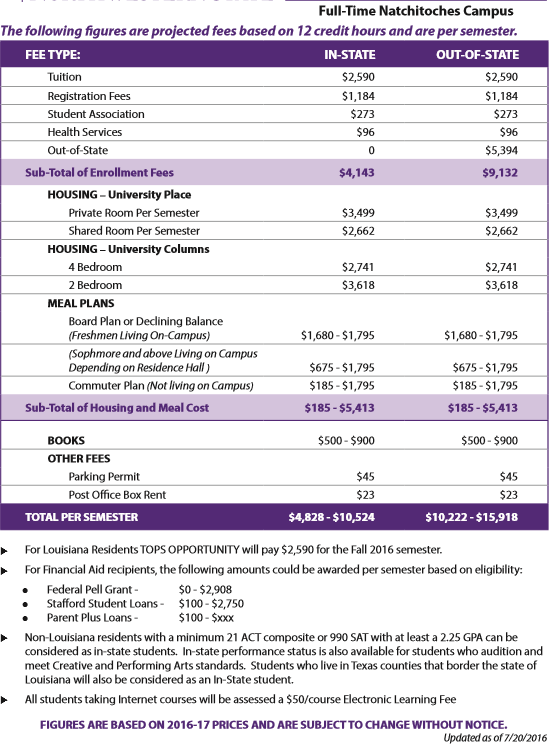 Full-Time Natchitoches Campus
The following figures are projected fees based on 12 credit hours and are per semester.
FEE TYPE: IN-STATE OUT-OF-STATE
Tuition $2,590 $2,590
Registration Fees $1,184 $1,184
Student Association $273 $273
Health Services $96 $96
Out-of-State 0 $5,394
Sub-Total of Enrollment Fees $4,143 $9,132
HOUSING – University Place
Private Room Per Semester $3,499 $3,499
Shared Room Per Semester $2,662 $2,662
HOUSING – University Columns
4 Bedroom $2,741 $2,741
2 Bedroom $3,618 $3,618
MEAL PLANS
Board Plan or Declining Balance
(Freshmen Living On-Campus) $1,680 - $1,795 $1,680 - $1,795
(Sophmore and above Living on Campus
Depending on Residence Hall ) $675 - $1,795 $675 - $1,795
Commuter Plan (Not living on Campus) $185 - $1,795 $185 - $1,795
Sub-Total of Housing and Meal Cost $185 - $5,413 $185 - $5,413
BOOKS $500 - $900 $500 - $900
OTHER FEES
Parking Permit $45 $45
Post Office Box Rent $23 $23
TOTAL PER SEMESTER $4,828 - $10,524 $10,222 - $15,918
For Louisiana Residents TOPS OPPORTUNITY will pay $2,590 for the Fall 2016 semester.
For Financial Aid recipients, the following amounts could be awarded per semester based on eligibility:
Federal Pell Grant - $0 - $2,908
Stafford Student Loans - $100 - $2,750
Parent Plus Loans - $100 - $xxx
Non-Louisiana residents with a minimum 21 ACT composite or 990 SAT with at least a 2.25 GPA can be
considered as in-state students. In-state performance status is also available for students who audition and
meet Creative and Performing Arts standards. Students who live in Texas counties that border the state of
Louisiana will also be considered as an In-State student.
All students taking Internet courses will be assessed a $50/course Electronic Learning Fee
FIGURES ARE BASED ON 2016-17 PRICES AND ARE SUBJECT TO CHANGE WITHOUT NOTICE.
Updated as of 7/20/2016